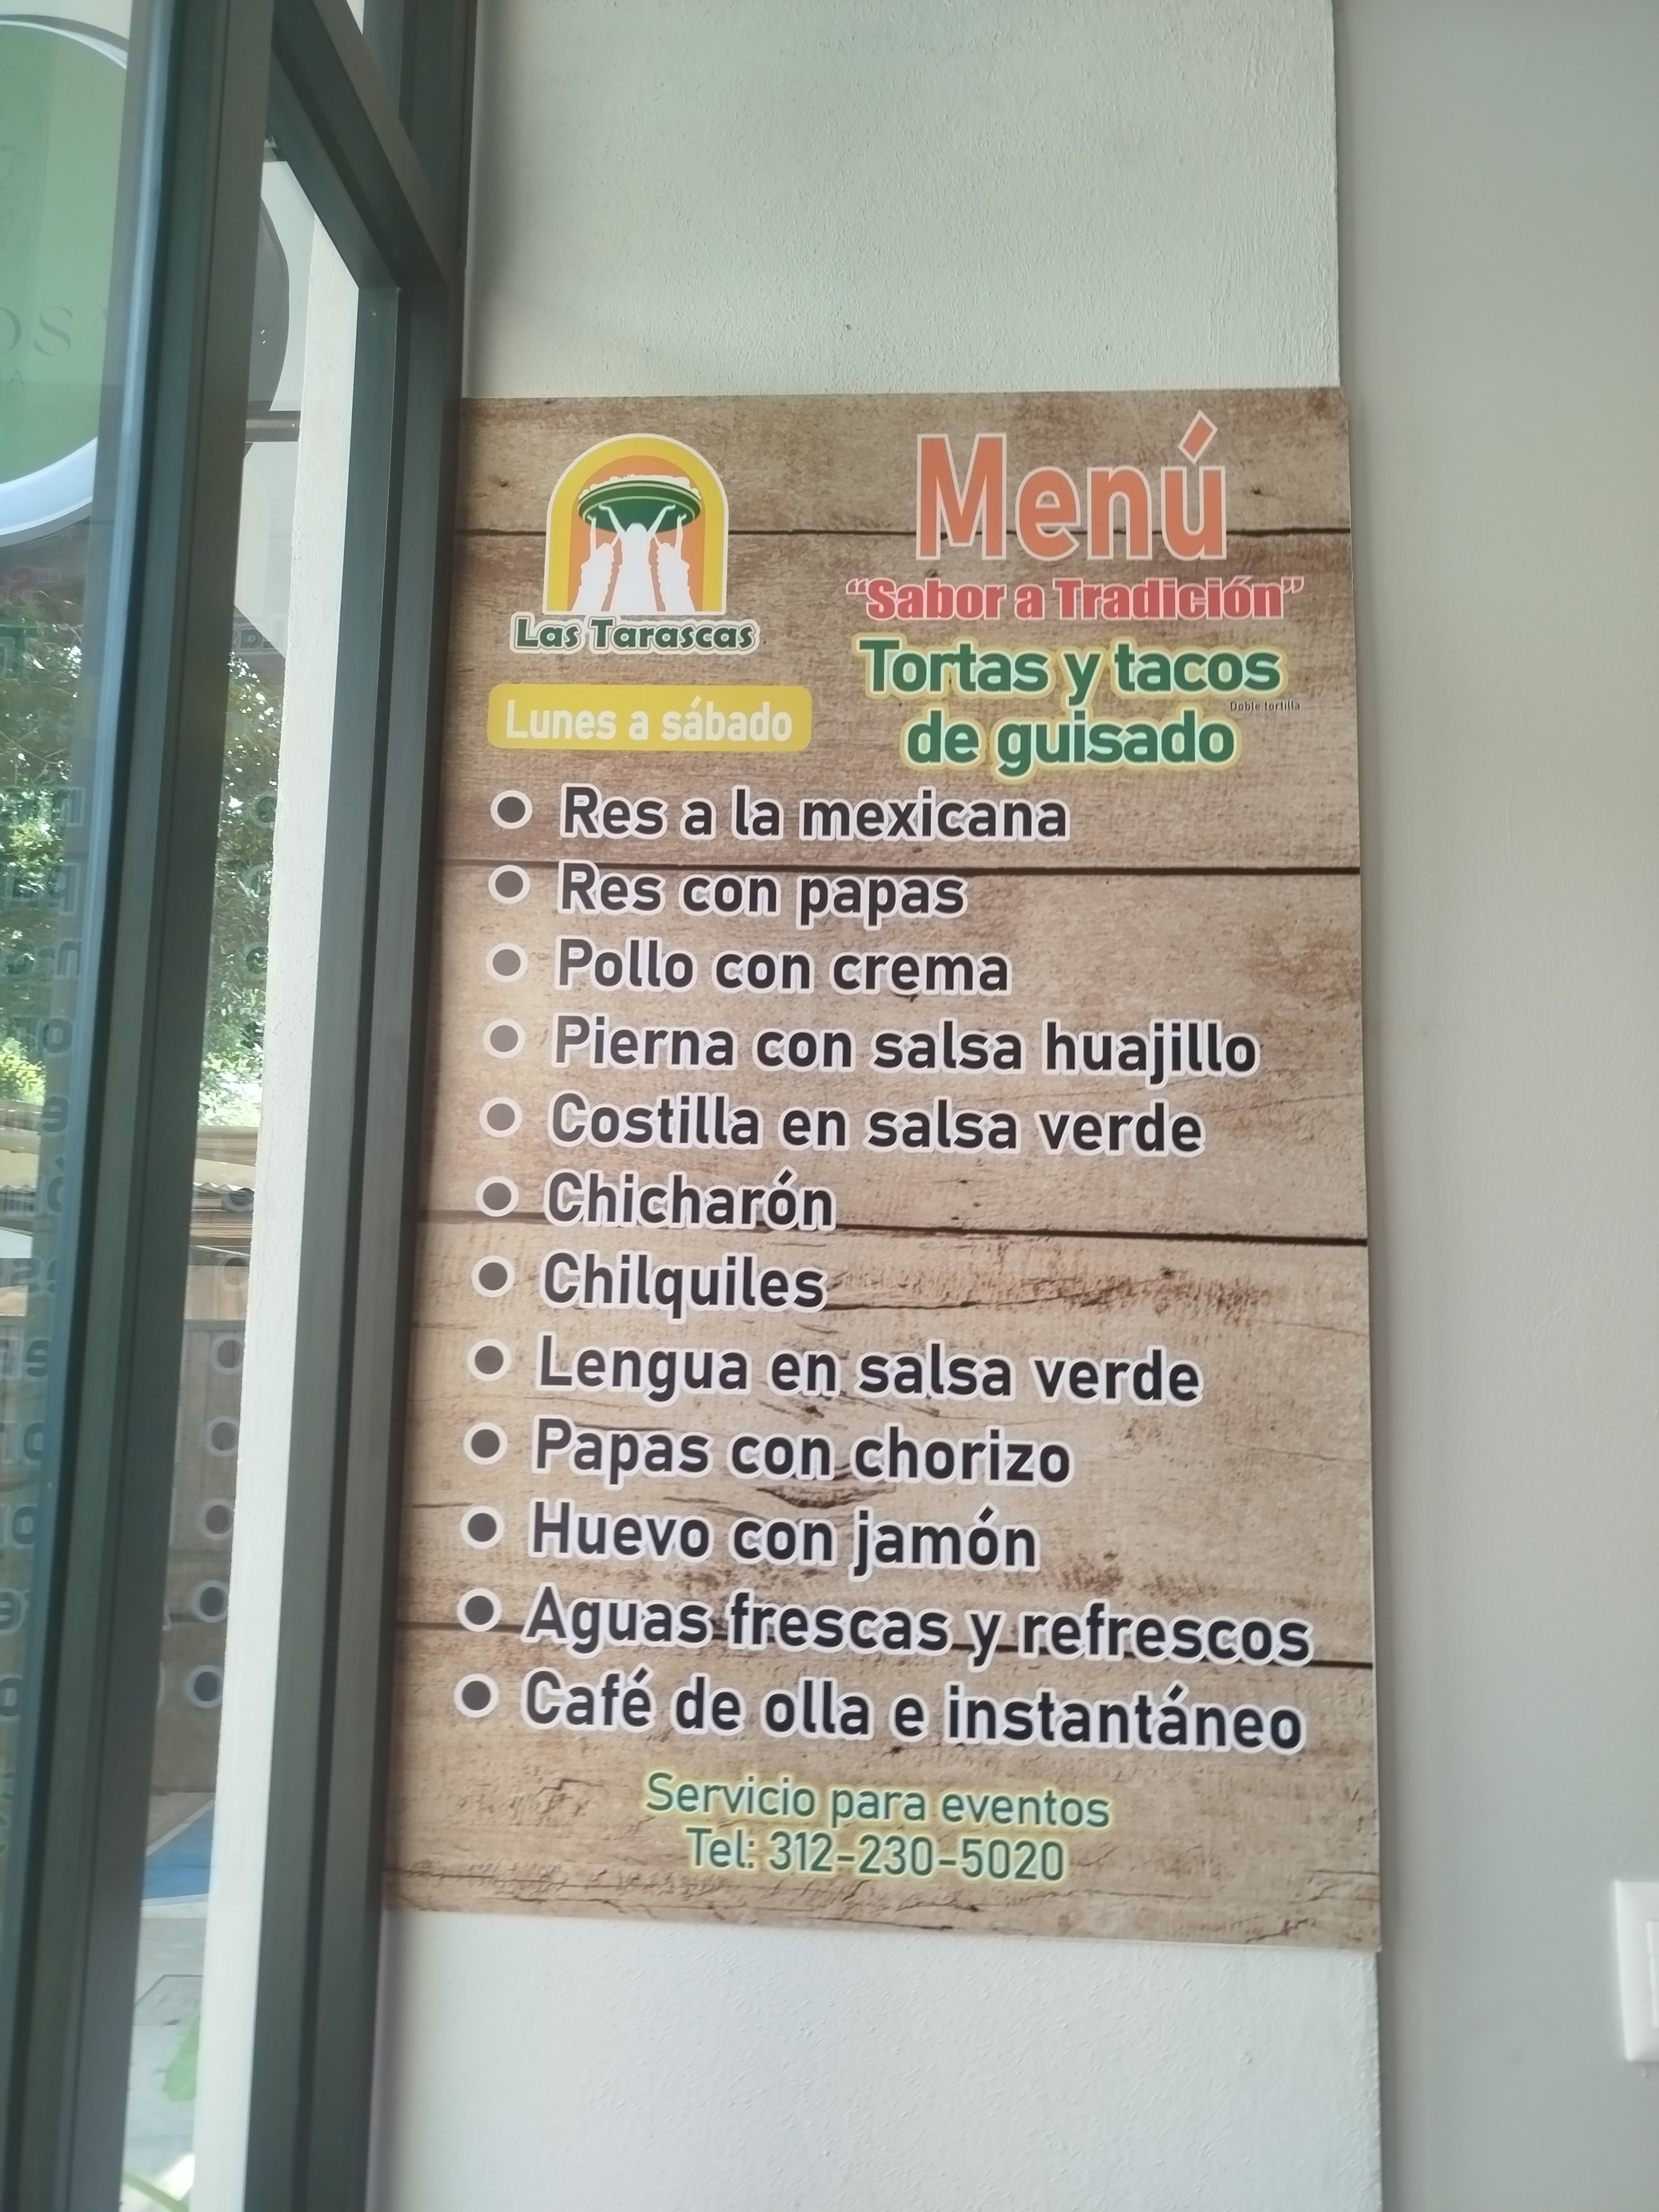 Las Tarascas
Menú
“Sabor a Tradición”
Tortas y tacos
Doble tortilla
de guisado
Lunes a sábado
Res a la mexicana
Res con papas
Pollo con crema
Pierna con salsa huajillo
Costilla en salsa verde
Chicharón
Chilquiles
Lengua en salsa verde
Papas con chorizo
Huevo con jamón
Aguas frescas y refrescos
Café de olla e instantáneo
Servicio para eventos
Tel: 312-230-5020